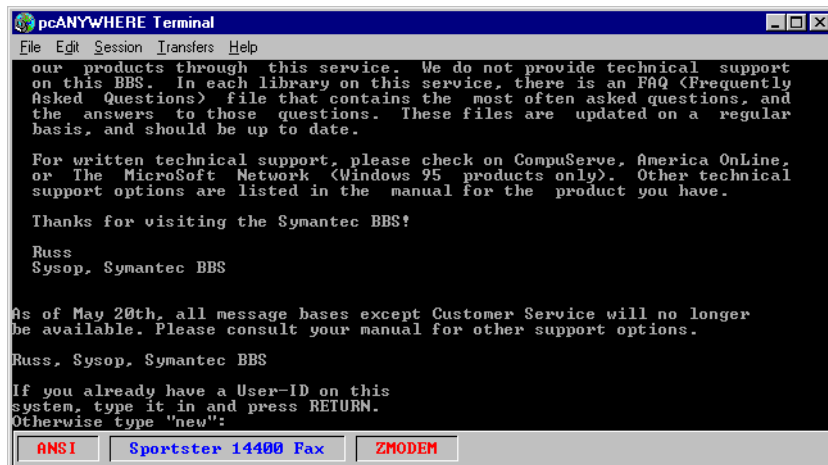 pcANYWHERE Terminal
File Edit Session Transfers Help
our products through this service. We do not provide technical support
on this BBS. In each library on this service, there is an FAQ (Frequently
Asked Questions) file that contains the most often asked questions, and
the answers to those questions. These files are updated on a regular
basis, and should be up to date.
For written technical support, please check on CompuServe, America OnLine,
or The MicroSoft Network (Windows 95 products only). Other technical
support options are listed in the manual for the product you have.
Thanks for visiting the Symantec BBS!
Russ
Sysop, Symantec BBS
As of May 20th, all message bases except Customer Service will no longer
be available. Please consult your manual for other support options.
Russ, Sysop, Symantec BBS
If you already have a User-ID on this
system, type it in and press RETURN.
Otherwise type "new":
ANSI Sportster 14400 Fax ZMODEM